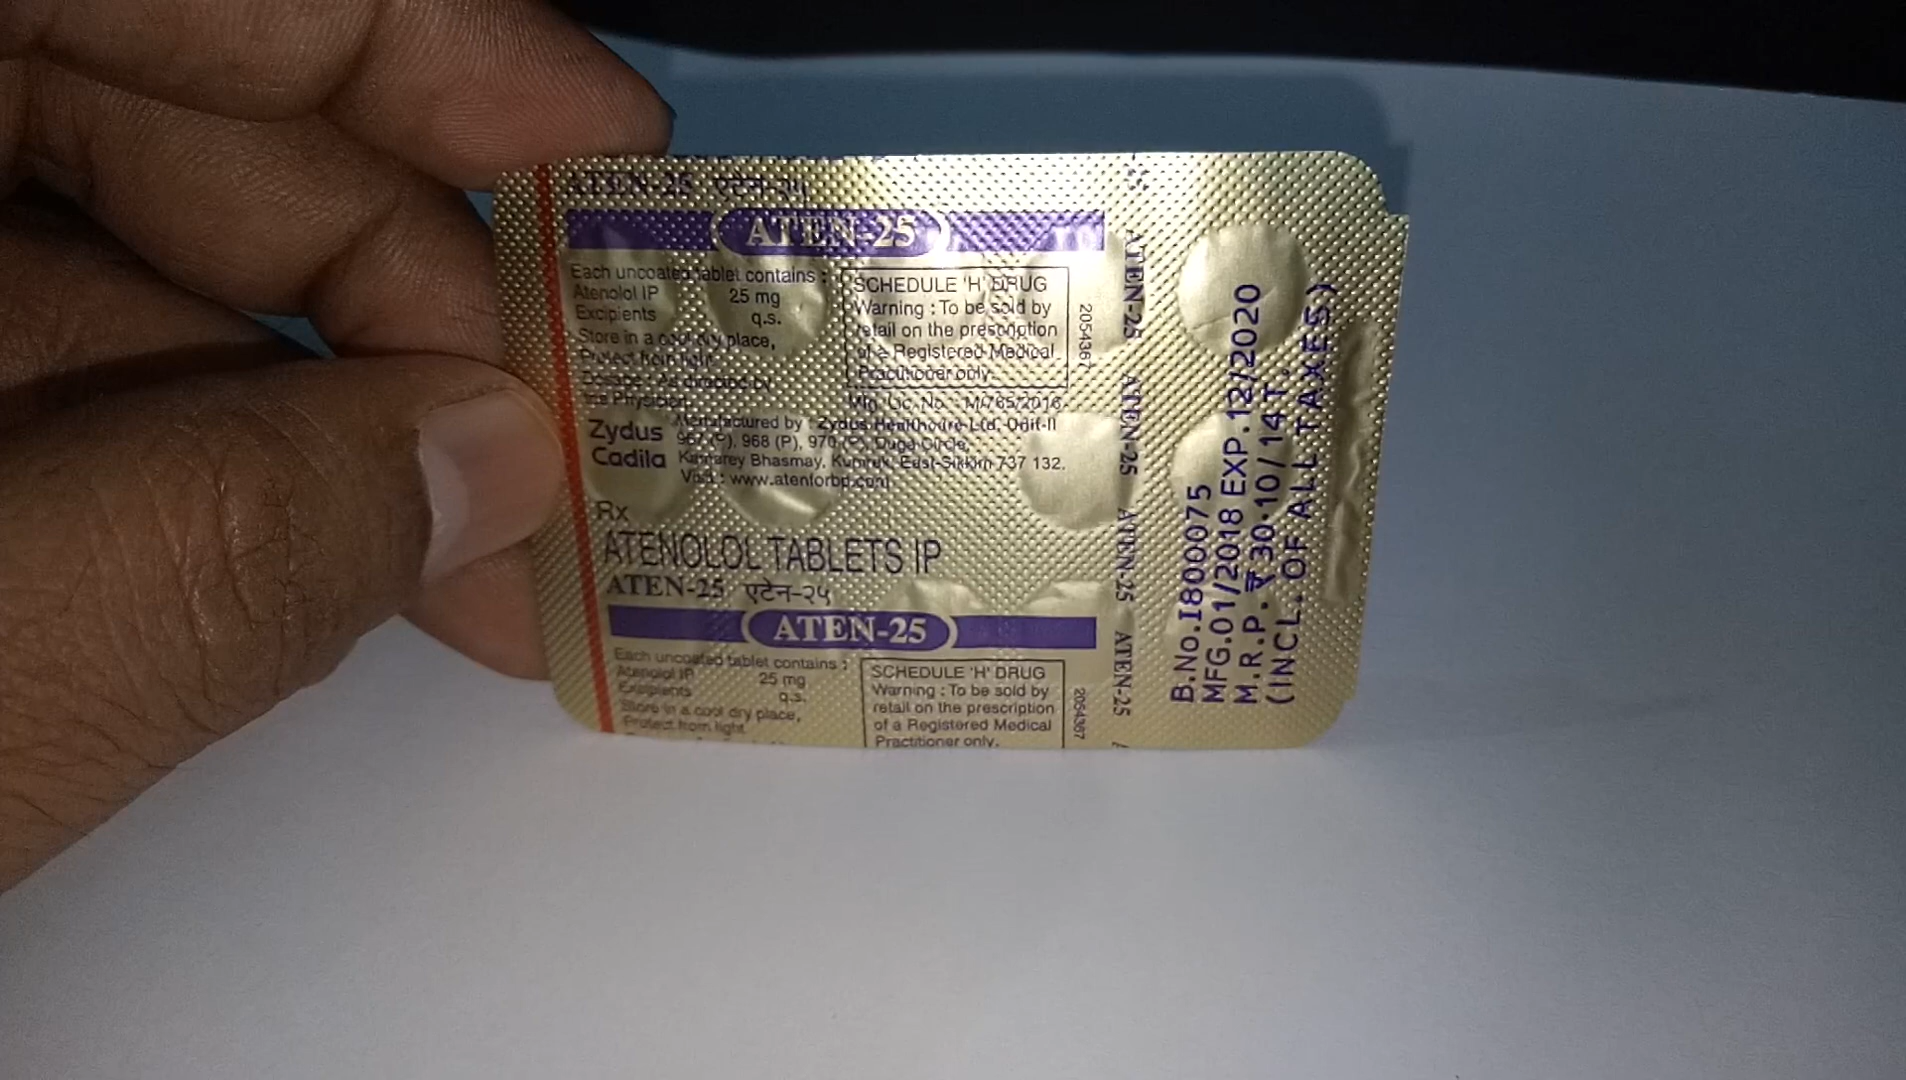 ATEN-25 एटेन-२५
ATEN-25
Each uncoated tablet contains :
Atenolol IP 25 mg
Excipients q.s.
Store in a cool dry place,
Protect from light.
Dosage : As directed by
the Physician.
SCHEDULE 'H' DRUG
Warning : To be sold by
retail on the prescription
of a Registered Medical
Practitioner only.
2054367
Mfg. Lic. No. : M/765/2016
Zydus
Cadila
Manufactured by : Zydus Healthcare Ltd,
967 (P), 968 (P), 970 (P),
Bhasmay, Kumrek, East-Sikkim 737 132.
Visit : www.atenforbp.com
Rx
ATENOLOL TABLETS IP
ATEN-25 एटेन-२५
ATEN-25
Each uncoated tablet contains :
Atenolol IP 25 mg
Excipients q.s.
Store in a cool dry place,
Protect from light
SCHEDULE 'H' DRUG
Warning : To be sold by
retail on the prescription
of a Registered Medical
Practitioner only.
2054367
ATEN-25 ATEN-25 ATEN-25 ATEN-25
B.No.I800075
MFG.01/2018 EXP.12/2020
M.R.P. ₹ 30.10/14T.
(INCL. OF ALL TAXES)